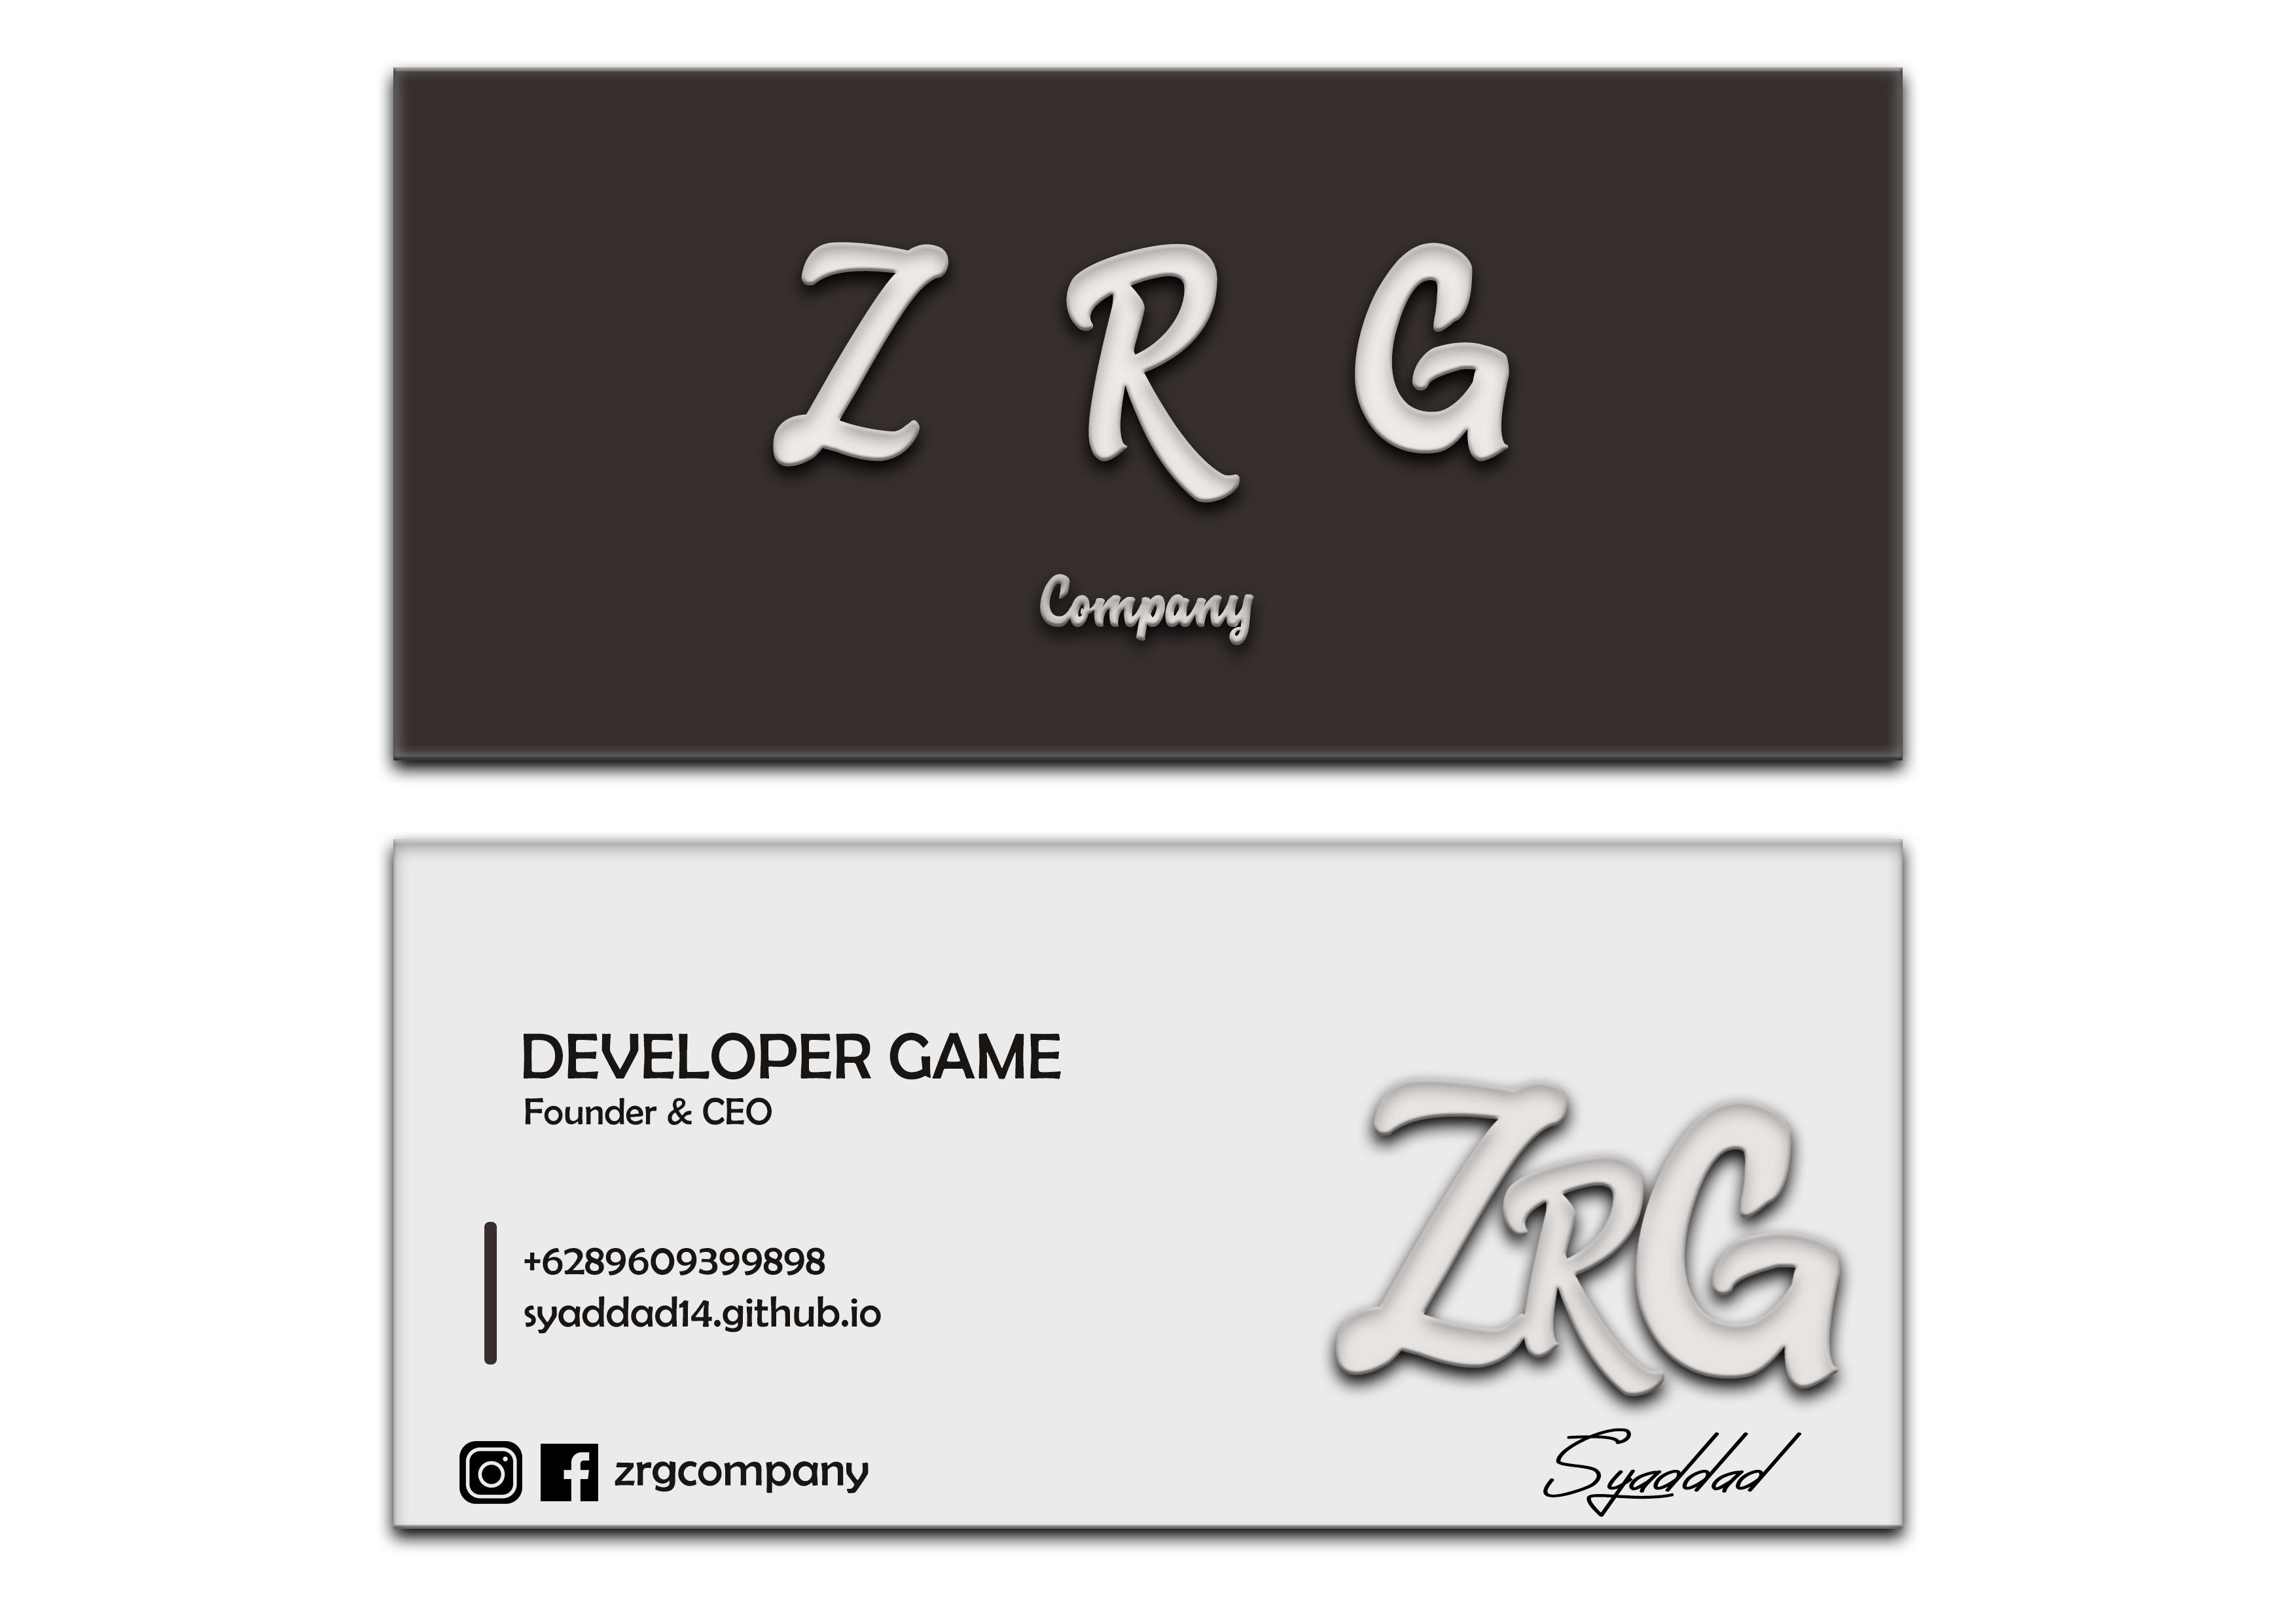 Z R G
Company
DEVELOPER GAME
Founder & CEO
+6289609399898
syaddad14.github.io
zrgcompany
ZRG
Syaddad